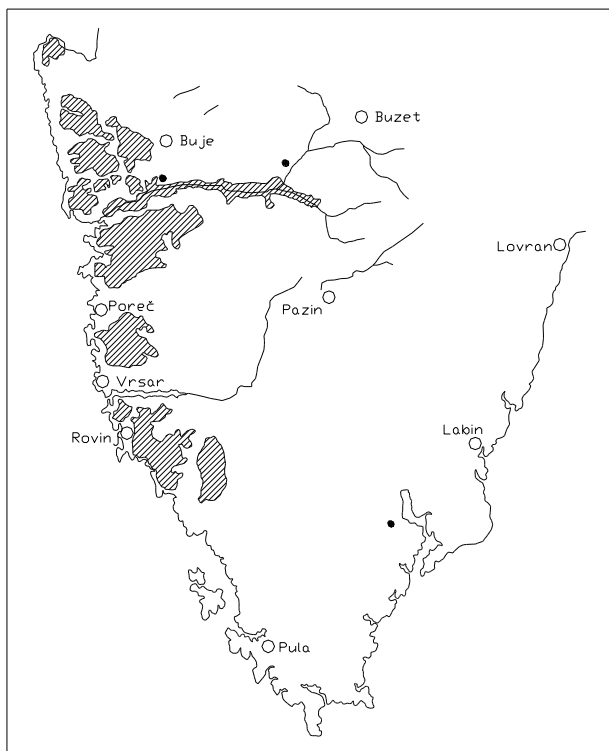 Buzet
Buje
Lovran
Pazin
Poreč
Vrsar
Rovin
Labin
Pula